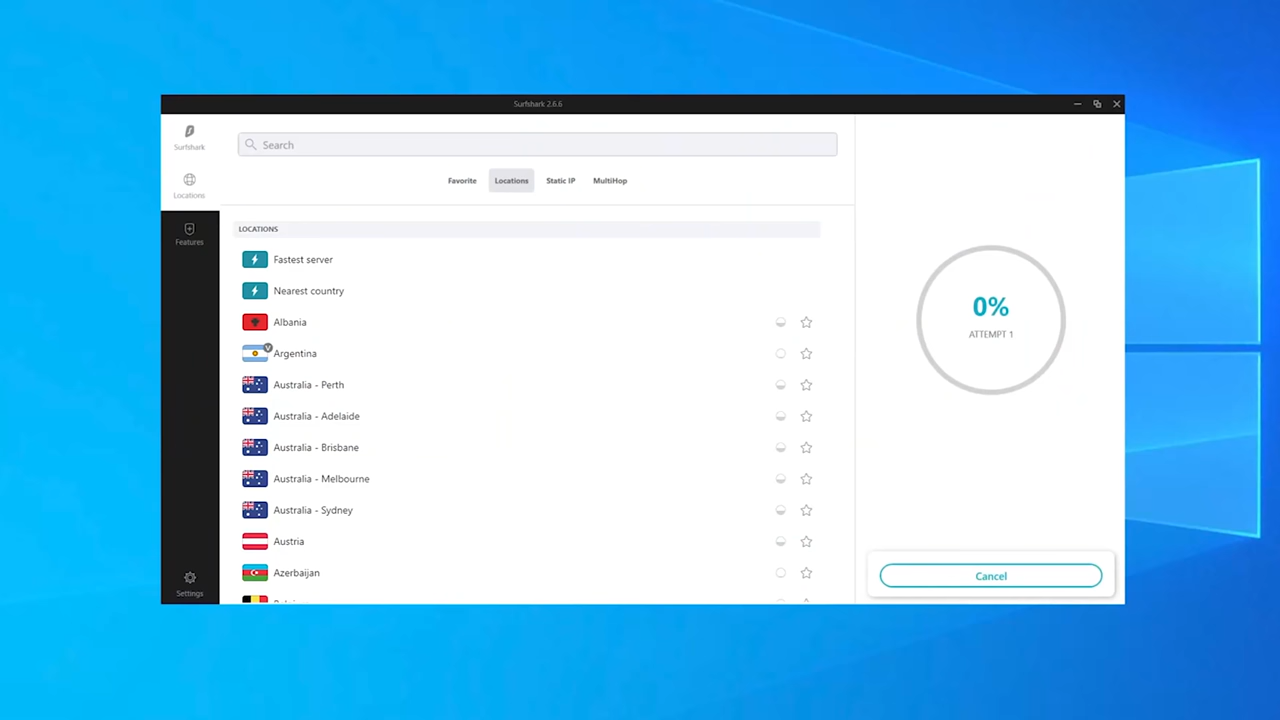 Surfshark 2.6.6
Surfshark
Search
Locations
Favorite Locations Static IP MultiHop
Features
LOCATIONS
Fastest server
Nearest country
Albania
V
Argentina
Australia - Perth
Australia - Adelaide
Australia - Brisbane
Australia - Melbourne
Australia - Sydney
Austria
Azerbaijan
0%
ATTEMPT 1
Cancel
Settings